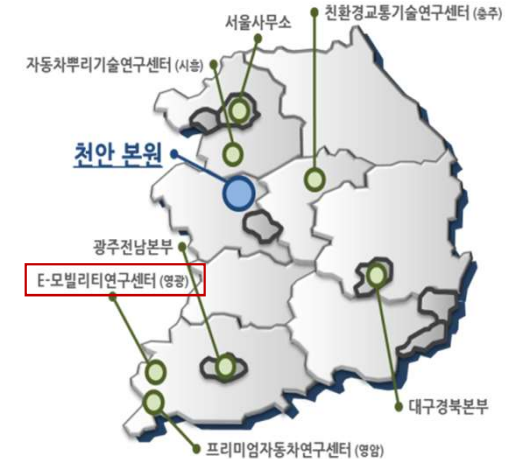 친환경교통기술연구센터 (충주)
서울사무소
자동차뿌리기술연구센터 (시흥)
천안 본원
광주전남본부
E-모빌리티연구센터 (영광)
대구경북본부
프리미엄자동차연구센터 (영암)